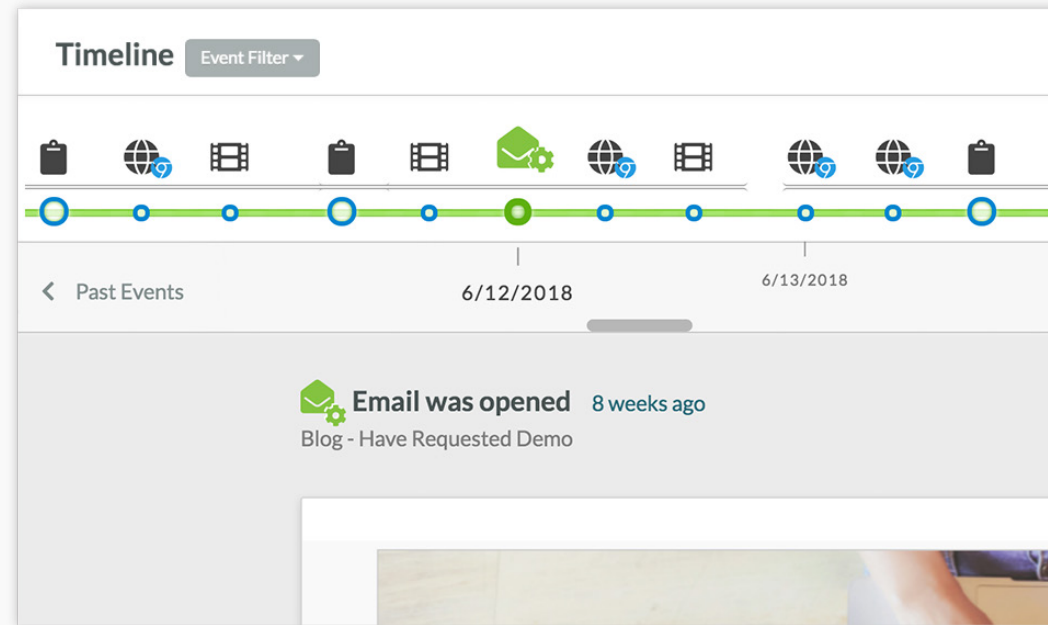 Timeline Event Filter
Past Events
6/12/2018
6/13/2018
Email was opened 8 weeks ago
Blog - Have Requested Demo